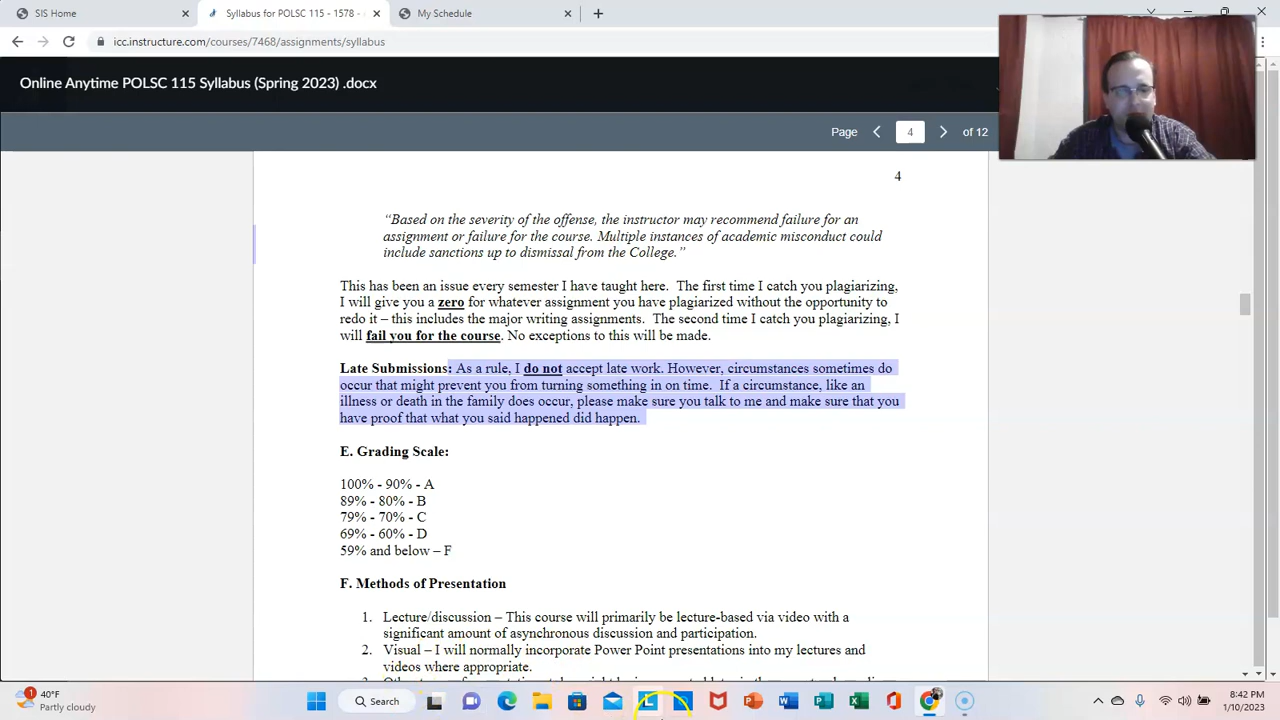 SIS Home
Syllabus for POLSC 115 - 1578 -
My Schedule
icc.instructure.com/courses/7468/assignments/syllabus
Online Anytime POLSC 115 Syllabus (Spring 2023) .docx
Page 4 of 12
4
“Based on the severity of the offense, the instructor may recommend failure for an
assignment or failure for the course. Multiple instances of academic misconduct could
include sanctions up to dismissal from the College.”
This has been an issue every semester I have taught here. The first time I catch you plagiarizing,
I will give you a zero for whatever assignment you have plagiarized without the opportunity to
redo it – this includes the major writing assignments. The second time I catch you plagiarizing, I
will fail you for the course. No exceptions to this will be made.
Late Submissions: As a rule, I do not accept late work. However, circumstances sometimes do
occur that might prevent you from turning something in on time. If a circumstance, like an
illness or death in the family does occur, please make sure you talk to me and make sure that you
have proof that what you said happened did happen.
E. Grading Scale:
100% - 90% - A
89% - 80% - B
79% - 70% - C
69% - 60% - D
59% and below – F
F. Methods of Presentation
1. Lecture/discussion – This course will primarily be lecture-based via video with a
significant amount of asynchronous discussion and participation.
2. Visual – I will normally incorporate Power Point presentations into my lectures and
videos where appropriate.
1
40°F
Partly cloudy
Search
8:42 PM
1/10/2023